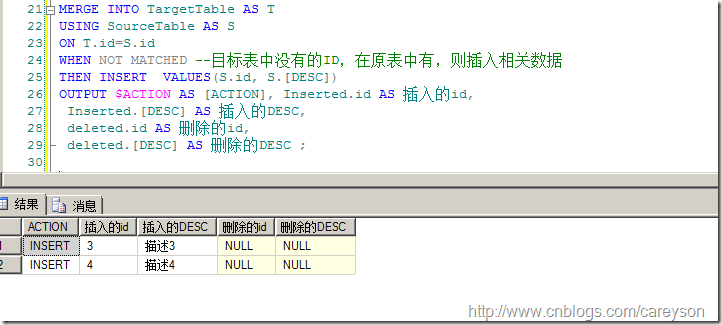 21 MERGE INTO TargetTable AS T
22 USING SourceTable AS S
23 ON T.id=S.id
24 WHEN NOT MATCHED --目标表中没有的ID，在原表中有，则插入相关数据
25 THEN INSERT VALUES(S.id, S.[DESC])
26 OUTPUT $ACTION AS [ACTION], Inserted.id AS 插入的id,
27 Inserted.[DESC] AS 插入的DESC,
28 deleted.id AS 删除的id,
29 deleted.[DESC] AS 删除的DESC ;
30
结果 消息
ACTION 插入的id 插入的DESC 删除的id 删除的DESC
1 INSERT 3 描述3 NULL NULL
2 INSERT 4 描述4 NULL NULL
http://www.cnblogs.com/careyson